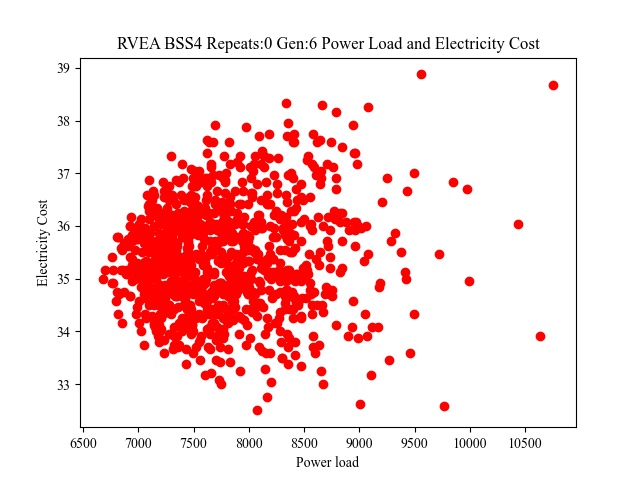 RVEA BSS4 Repeats:0 Gen:6 Power Load and Electricity Cost
39
38
37
36
35
34
33
Electricity Cost
6500 7000 7500 8000 8500 9000 9500 10000 10500
Power load